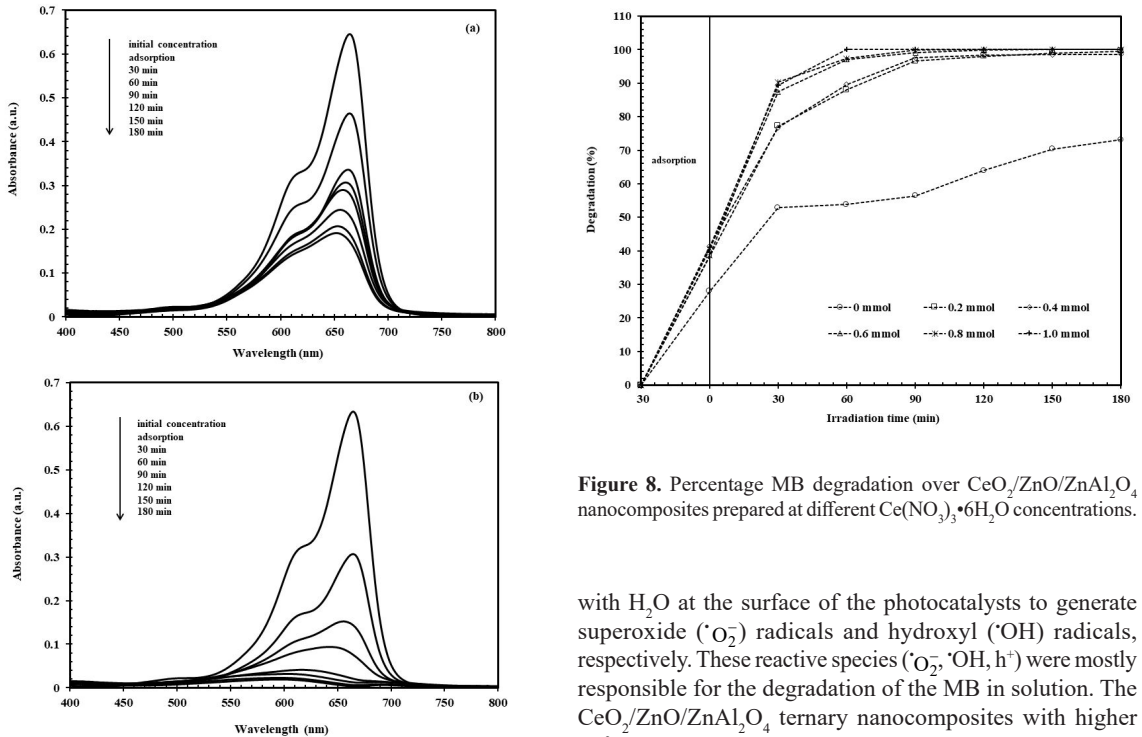 (a)
initial concentration
adsorption
30 min
60 min
90 min
120 min
150 min
180 min
0.7
0.6
0.5
0.4
0.3
0.2
0.1
0
Absorbance (a.u.)
400 450 500 550 600 650 700 750 800
Wavelength (nm)
(b)
initial concentration
adsorption
30 min
60 min
90 min
120 min
150 min
180 min
0.7
0.6
0.5
0.4
0.3
0.2
0.1
0
Absorbance (a.u.)
400 450 500 550 600 650 700 750 800
Wavelength (nm)
110
100
90
80
70
60
50
40
30
20
10
0
Degradation (%)
adsorption
0 mmol 0.2 mmol 0.4 mmol
0.6 mmol 0.8 mmol 1.0 mmol
30 0 30 60 90 120 150 180
Irradiation time (min)
Figure 8. Percentage MB degradation over CeO₂/ZnO/ZnAl₂O₄
nanocomposites prepared at different Ce(NO₃)₃•6H₂O concentrations.
with H₂O at the surface of the photocatalysts to generate
superoxide (•O₂⁻) radicals and hydroxyl (•OH) radicals,
respectively. These reactive species (•O₂⁻, •OH, h⁺) were mostly
responsible for the degradation of the MB in solution. The
CeO₂/ZnO/ZnAl₂O₄ ternary nanocomposites with higher